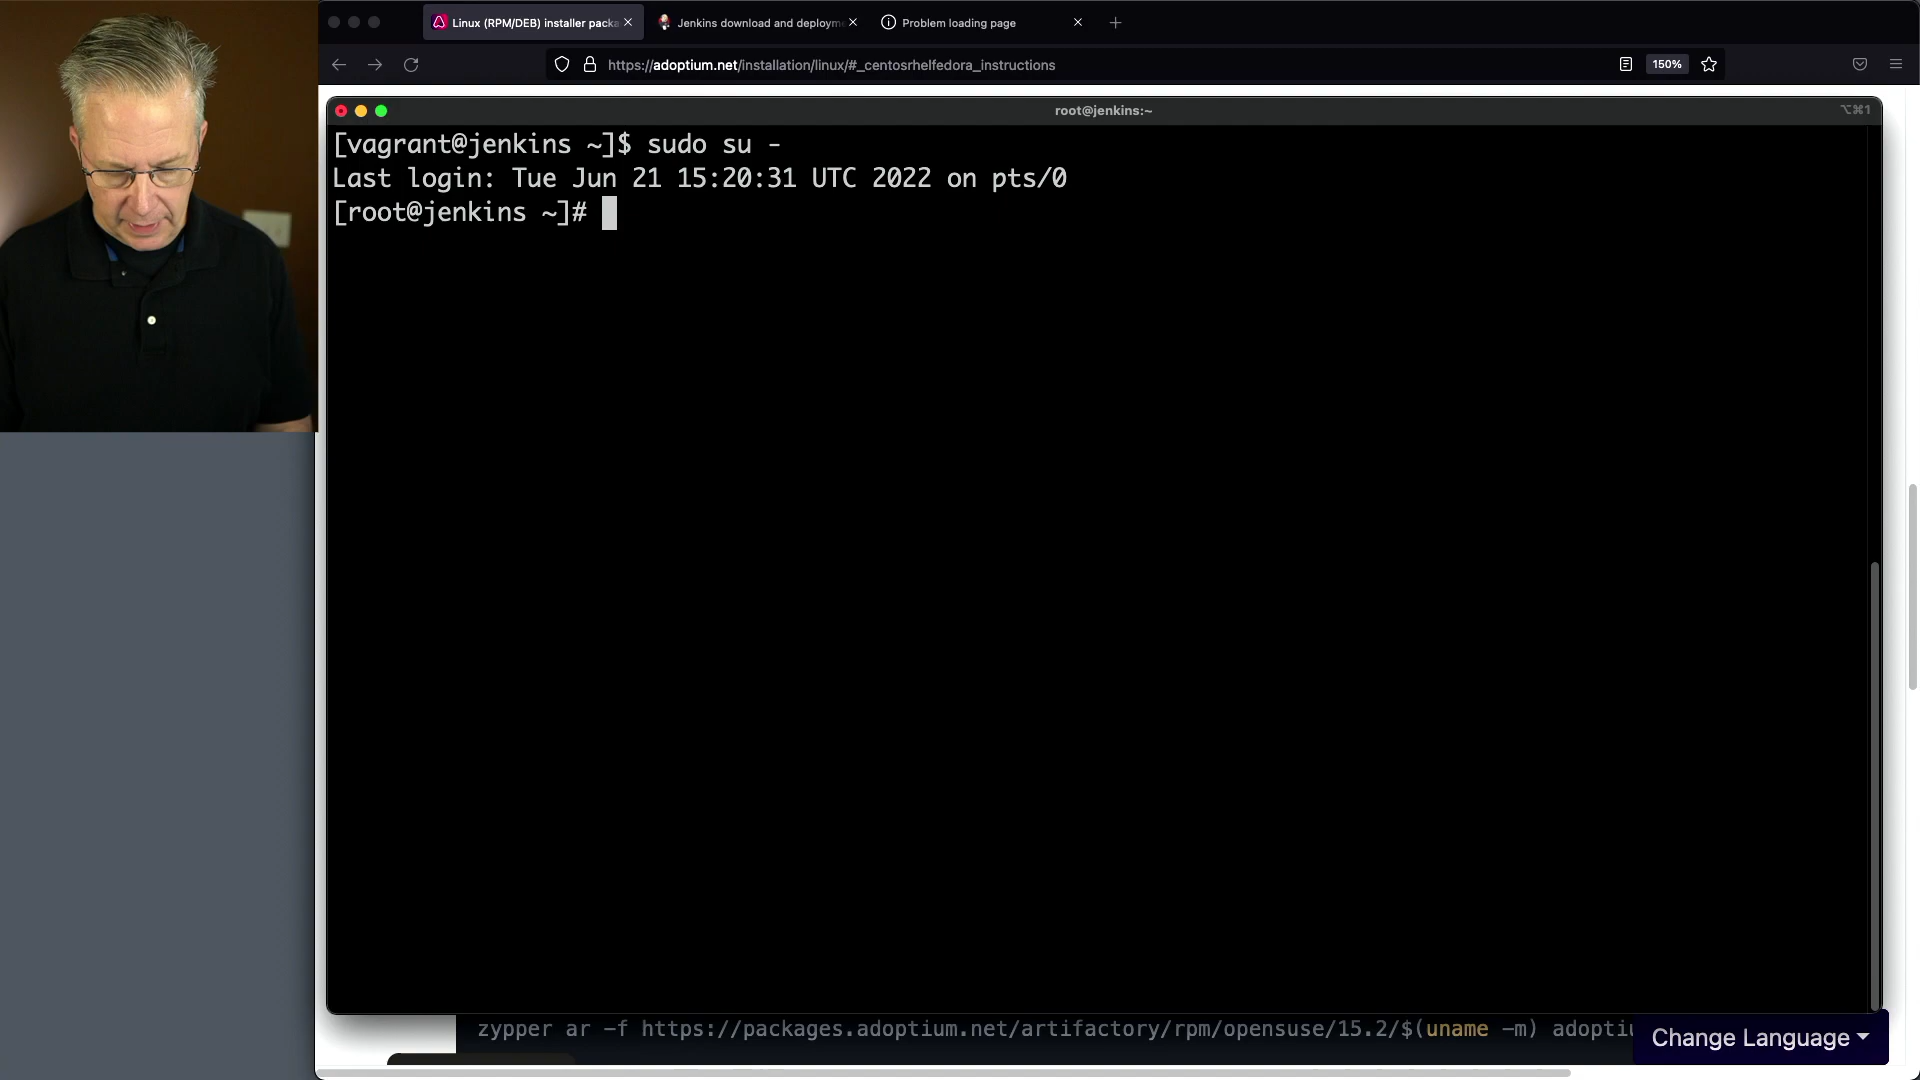 Linux (RPM/DEB) installer packa
Jenkins download and deployme
Problem loading page
https://adoptium.net/installation/linux/#_centosrhelfedora_instructions
150%
root@jenkins:~
⌥⌘1
[vagrant@jenkins ~]$ sudo su -
Last login: Tue Jun 21 15:20:31 UTC 2022 on pts/0
[root@jenkins ~]#
zypper ar -f https://packages.adoptium.net/artifactory/rpm/opensuse/15.2/$(uname -m) adoptiu
Change Language